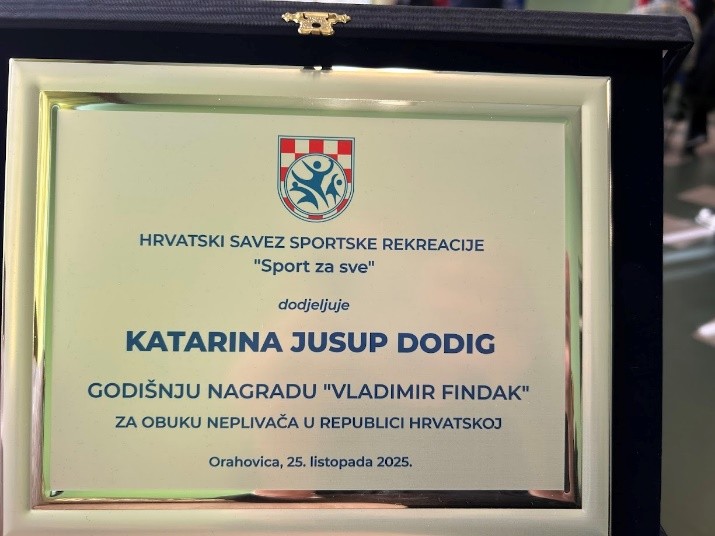 HRVATSKI SAVEZ SPORTSKE REKREACIJE
"Sport za sve"
dodjeljuje
KATARINA JUSUP DODIG
GODIŠNJU NAGRADU "VLADIMIR FINDAK"
ZA OBUKU NEPLIVAČA U REPUBLICI HRVATSKOJ
Orahovica, 25. listopada 2025.